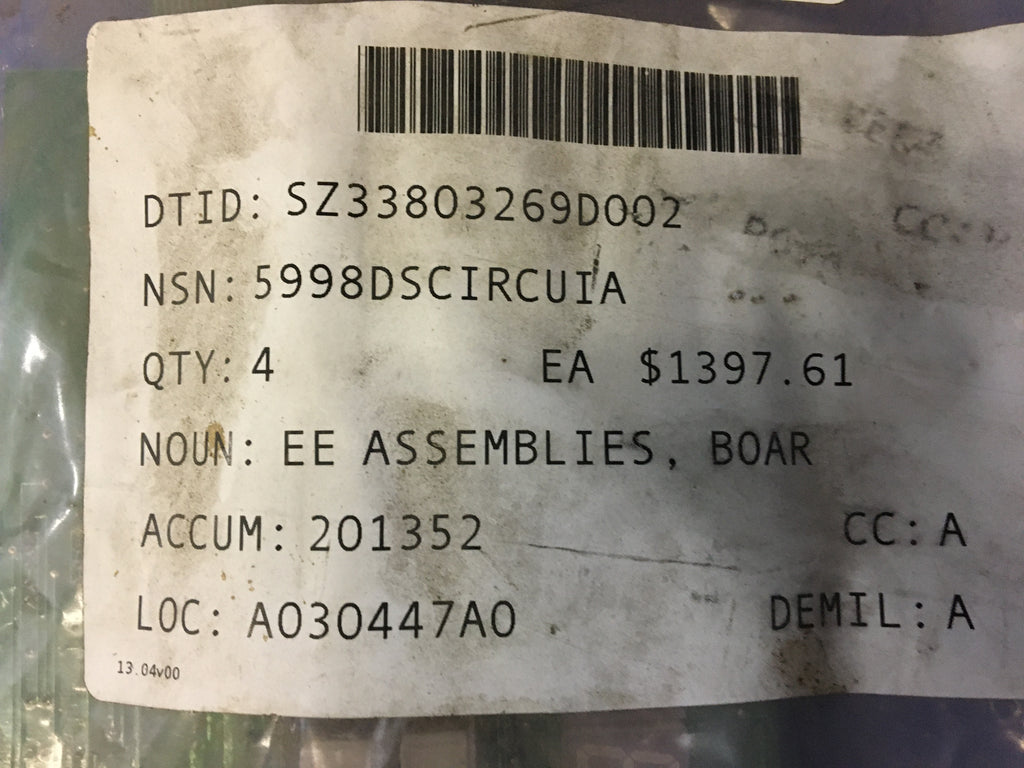 DTID: SZ33803269D002
NSN: 5998DSCIRCUIA
QTY: 4 EA $1397.61
NOUN: EE ASSEMBLIES, BOAR
ACCUM: 201352 CC: A
LOC: A030447A0 DEMIL: A
13.04v00